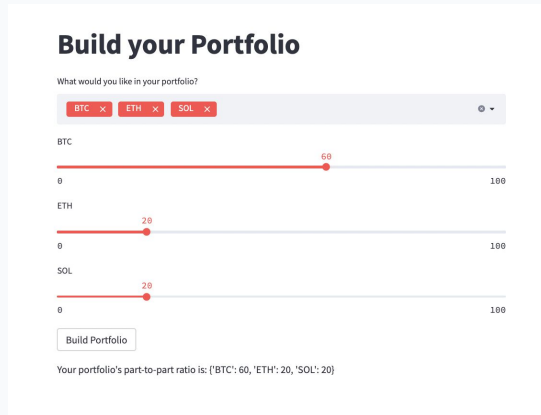 Build your Portfolio
What would you like in your portfolio?
BTC × ETH × SOL ×
BTC
60
0 100
ETH
20
0 100
SOL
20
0 100
Build Portfolio
Your portfolio's part-to-part ratio is: {'BTC': 60, 'ETH': 20, 'SOL': 20}